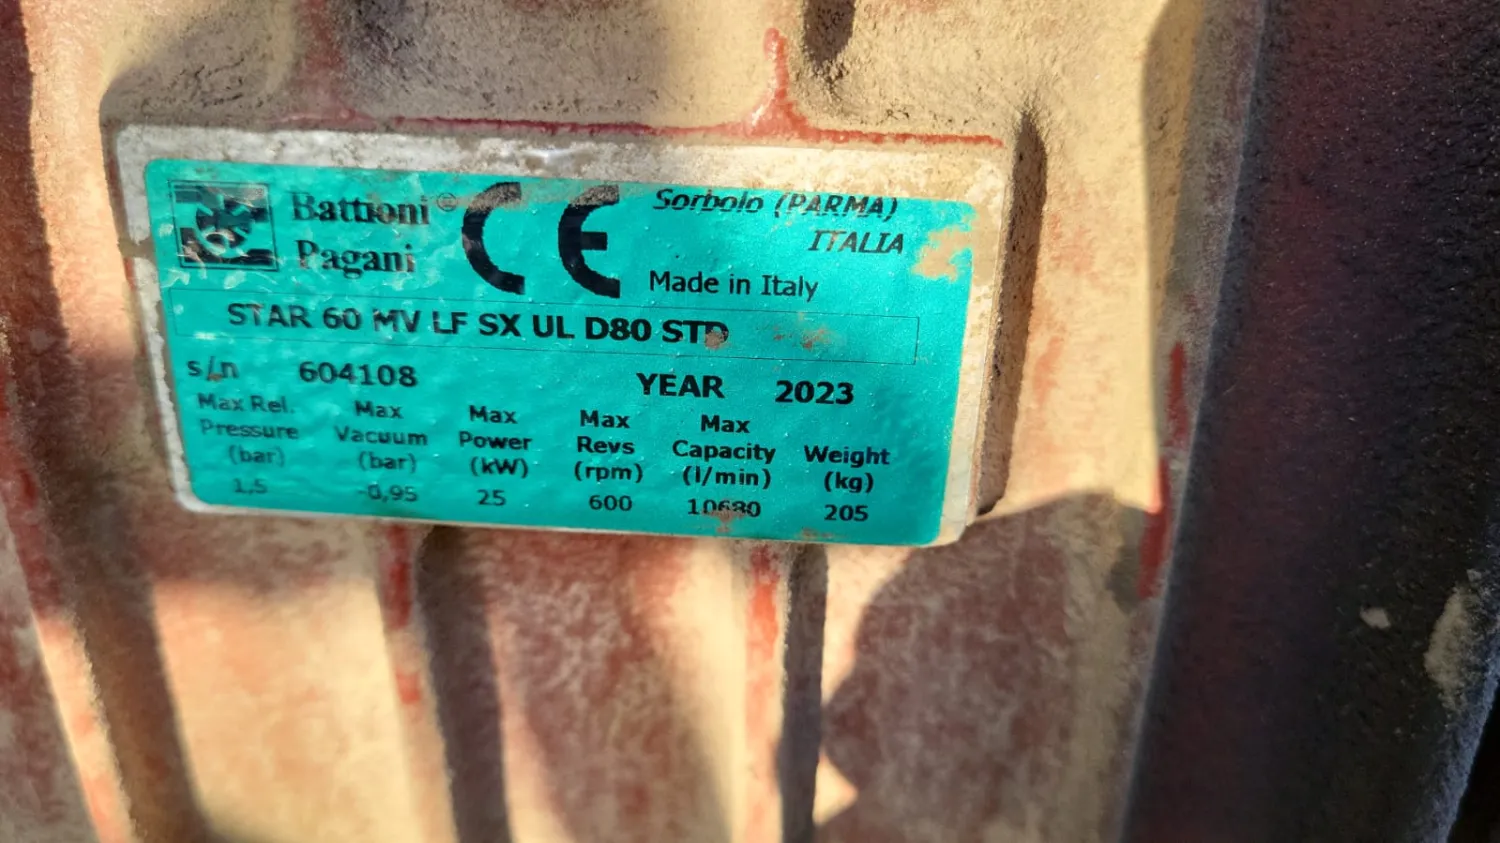 Battioni®
Pagani
CE
Sorbolo (PARMA)
ITALIA
Made in Italy
STAR 60 MV LF SX UL D80 STD
s/n 604108 YEAR 2023
Max Rel. Pressure (bar)
Max Vacuum (bar)
Max Power (kW)
Max Revs (rpm)
Max Capacity (l/min)
Weight (kg)
1,5 -0,95 25 600 10680 205